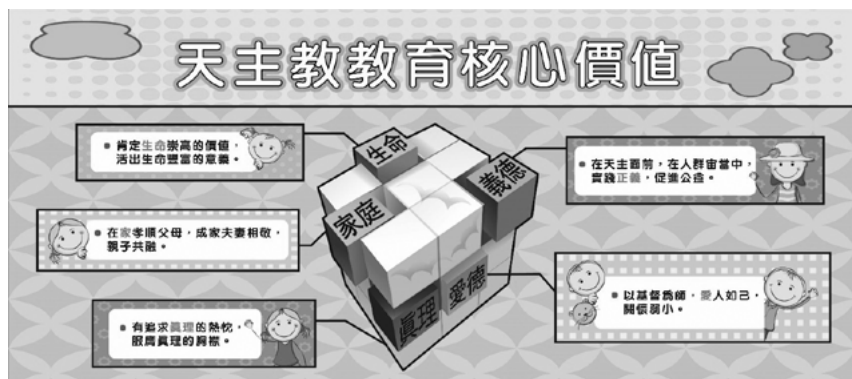 天主教教育核心價值
生命
• 肯定生命崇高的價值，
活出生命豐富的意義。
義德
• 在天主面前，在人群當中，
實踐正義，促進公益。
家庭
• 在家孝順父母，成家夫妻相敬，
親子共融。
愛德
• 以基督為師，愛人如己，
關懷弱小。
真理
• 有追求真理的熱忱，
服膺真理的胸襟。